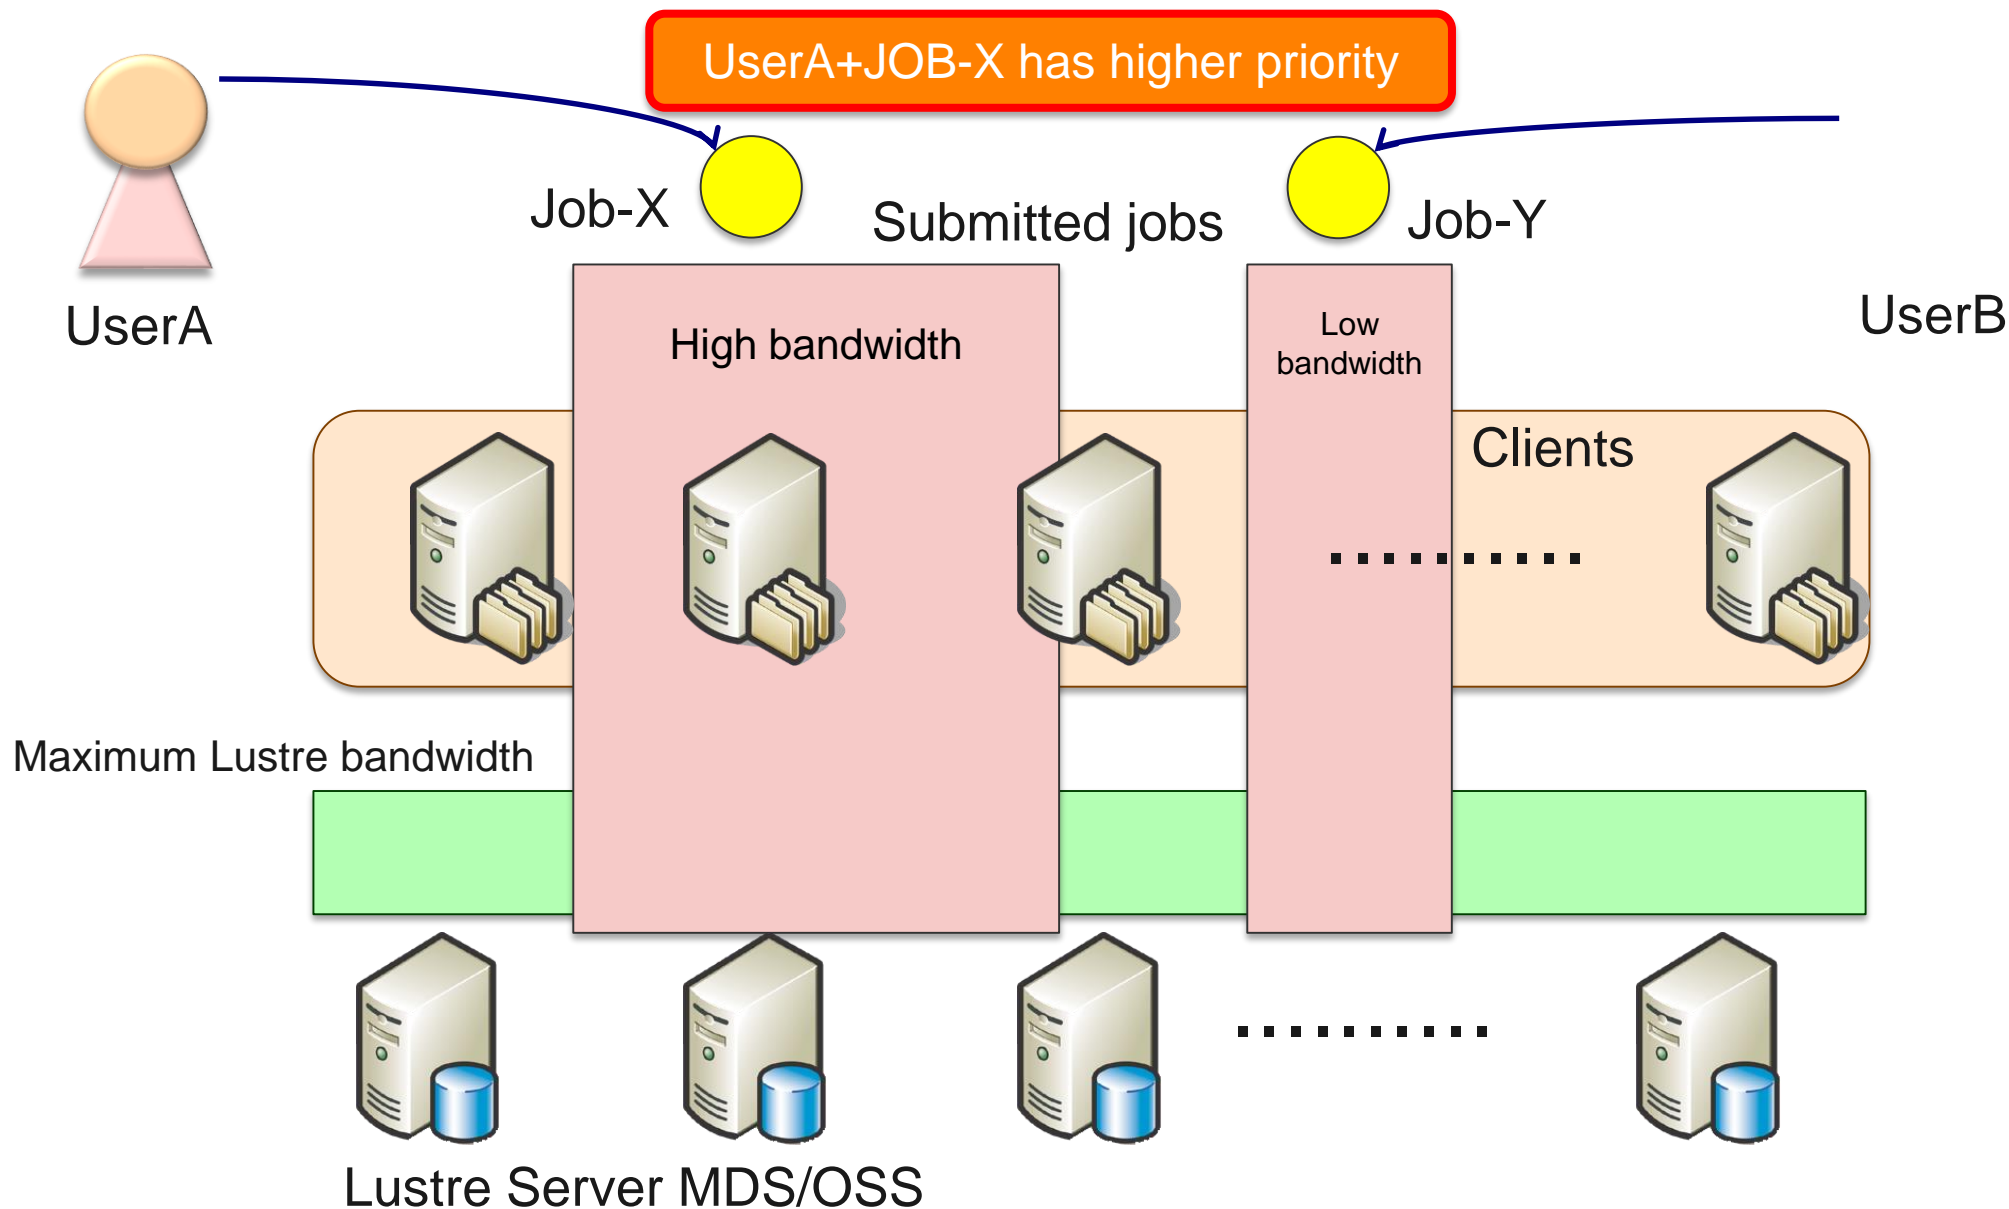 UserA+JOB-X has higher priority
Job-X
Submitted jobs
Job-Y
UserA
High bandwidth
Low
bandwidth
UserB
Clients
Maximum Lustre bandwidth
Lustre Server MDS/OSS